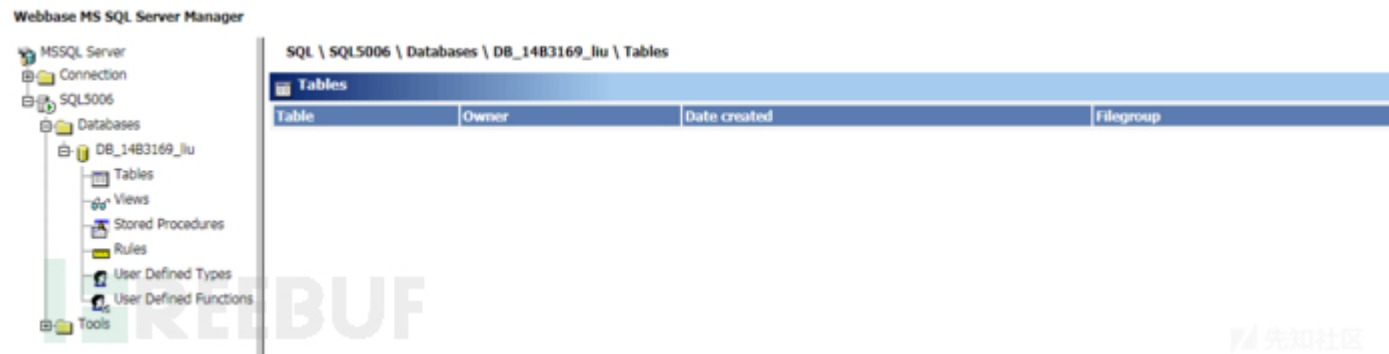 Webbase MS SQL Server Manager
MSSQL Server
Connection
SQL5006
Databases
DB_14B3169_liu
Tables
Views
Stored Procedures
Rules
User Defined Types
User Defined Functions
Tools
SQL \ SQL5006 \ Databases \ DB_14B3169_liu \ Tables
Tables
Table Owner Date created Filegroup
REEBUF
先知社区